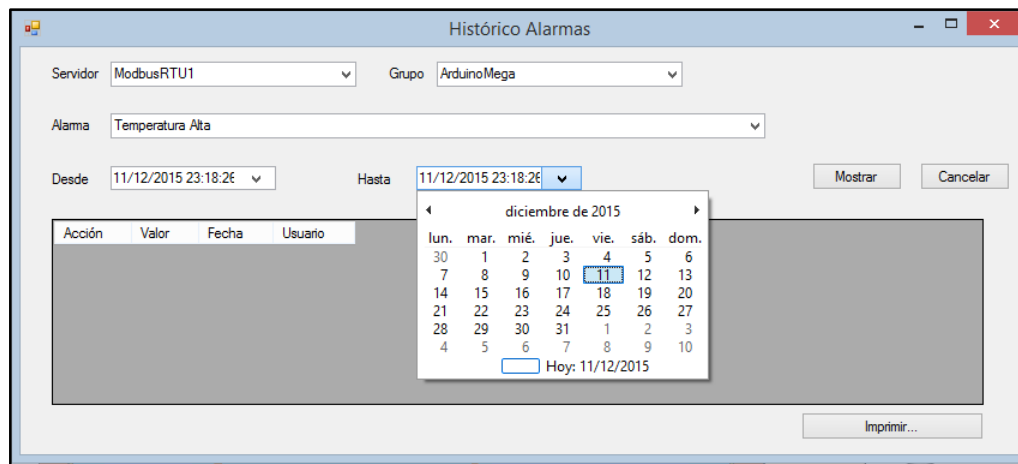 Histórico Alarmas
Servidor ModbusRTU1 Grupo ArduinoMega
Alarma Temperatura Alta
Desde 11/12/2015 23:18:26 Hasta 11/12/2015 23:18:26 Mostrar Cancelar
Acción Valor Fecha Usuario
diciembre de 2015
lun. mar. mié. jue. vie. sáb. dom.
30 1 2 3 4 5 6
7 8 9 10 11 12 13
14 15 16 17 18 19 20
21 22 23 24 25 26 27
28 29 30 31 1 2 3
4 5 6 7 8 9 10
Hoy: 11/12/2015
Imprimir...